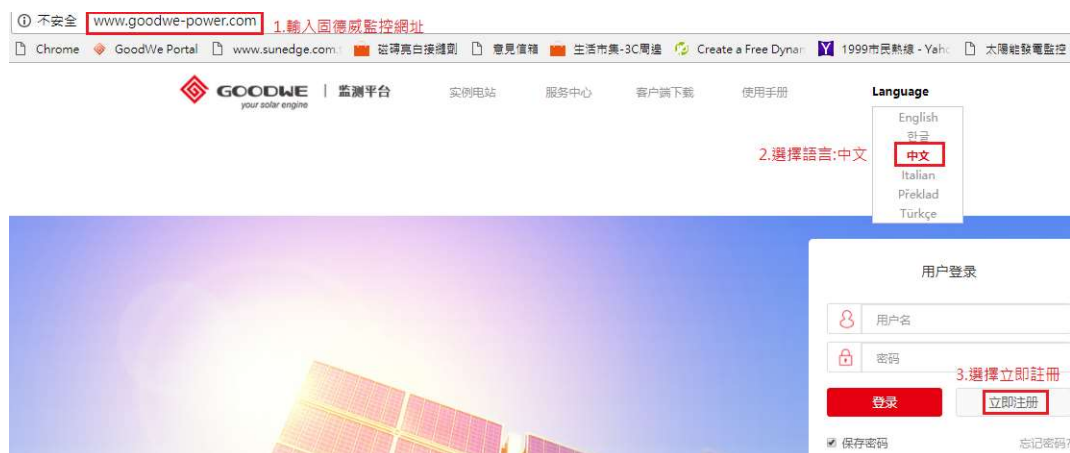 不安全 www.goodwe-power.com 1.輸入固德威監控網址
Chrome GoodWe Portal www.sunedge.com. 磁磚亮白接縫劑 意見信箱 生活市集-3C周邊 Create a Free Dynar 1999市民熱線 - Yah 太陽能發電監控
GOODWE 监测平台 实例电站 服务中心 客户端下载 使用手册 Language
your solar engine
English
한글
2.選擇語言:中文 中文
Italian
Překlad
Türkçe
用户登录
用户名
密码
3.選擇立即註冊
登录 立即注册
保存密码 忘记密码?